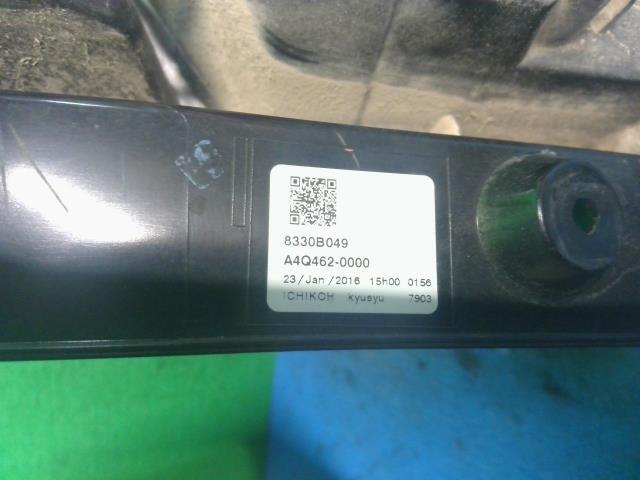 8330B049
A4Q462-0000
23/Jan/2016 15h00 0156
ICHIKOH kyusyu 7903